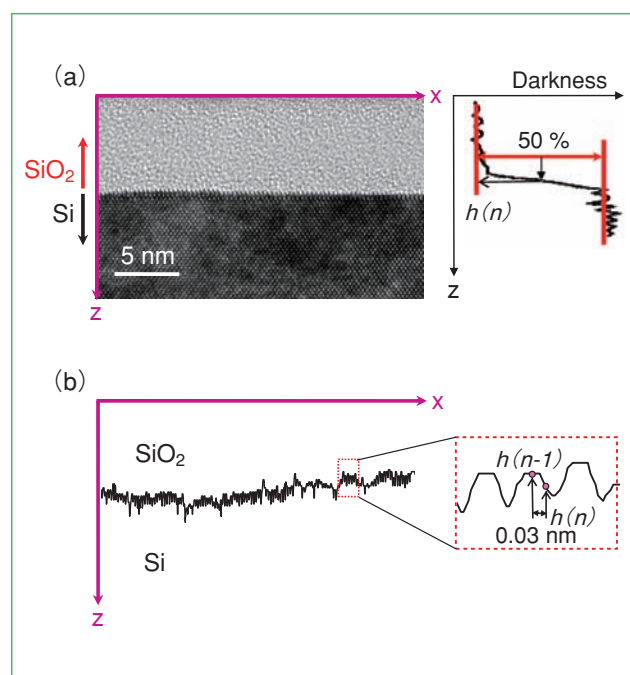 (a)
x
Darkness
SiO₂
Si
50 %
h(n)
5 nm
z
z
(b)
x
SiO₂
h(n-1)
h(n)
0.03 nm
Si
z